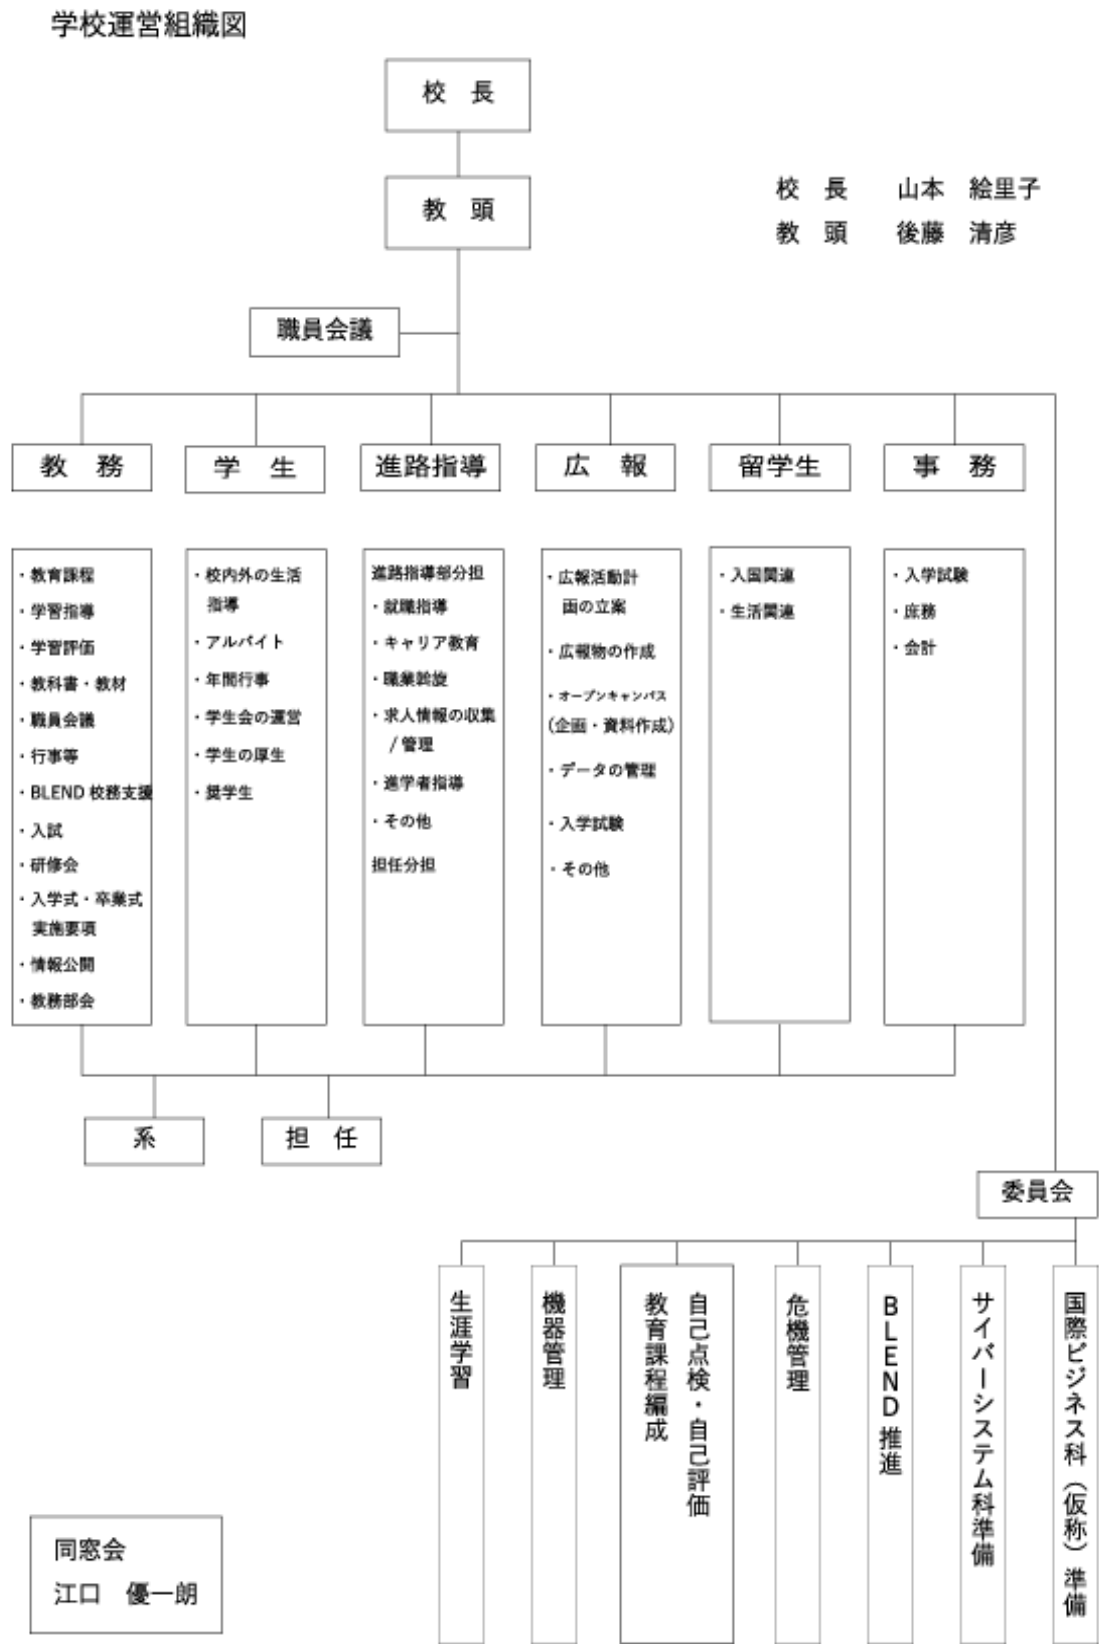 学校運営組織図
校　長
教　頭
校　長　　山本　絵里子
教　頭　　後藤　清彦
職員会議
教　務
学　生
進路指導
広　報
留学生
事　務
・教育課程
・学習指導
・学習評価
・教科書・教材
・職員会議
・行事等
・BLEND 校務支援
・入試
・研修会
・入学式・卒業式
実施要項
・情報公開
・教務部会
・校内外の生活
指導
・アルバイト
・年間行事
・学生会の運営
・学生の厚生
・奨学生
進路指導部分担
・就職指導
・キャリア教育
・職業斡旋
・求人情報の収集
/ 管理
・進学者指導
・その他
担任分担
・広報活動計
画の立案
・広報物の作成
・オープンキャンパス
(企画・資料作成)
・データの管理
・入学試験
・その他
・入国関連
・生活関連
・入学試験
・庶務
・会計
系
担　任
委員会
生涯学習
機器管理
自己点検・自己評価
教育課程編成
危機管理
BLEND推進
サイバーシステム科準備
国際ビジネス科（仮称）準備
同窓会
江口　優一朗